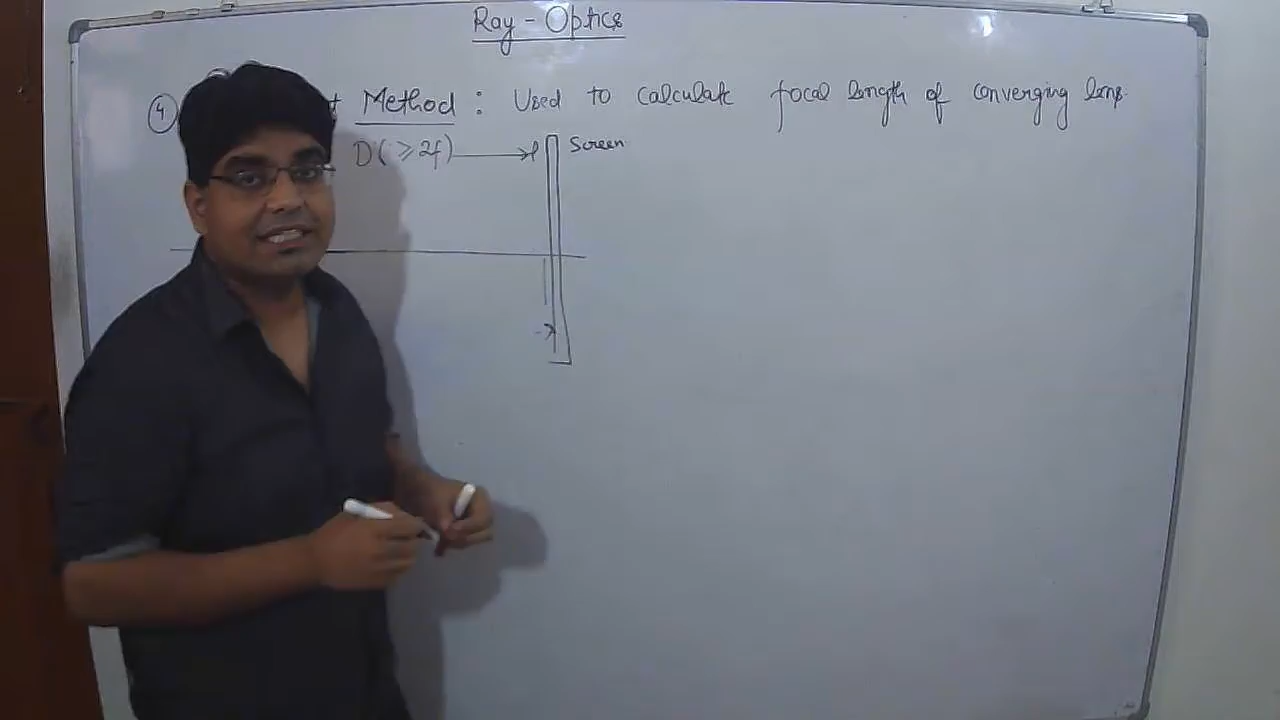 Ray - Optics
④ Method : Used to calculate focal length of converging lens.
D(≥2f) Screen